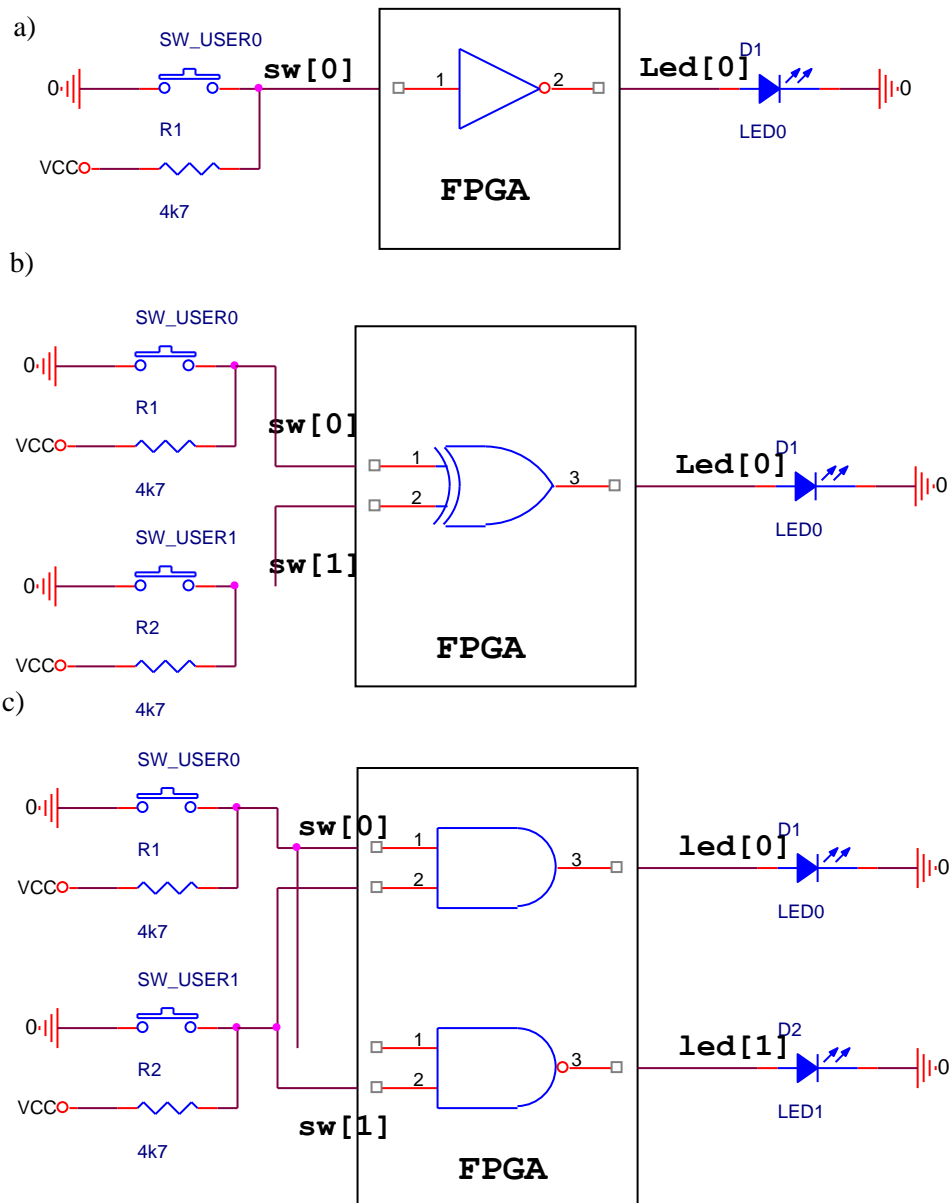 a)
SW_USER0
sw[0]
Led[0]
D1
0
1
2
0
R1
LED0
VCC
4k7
FPGA
b)
SW_USER0
0
R1
sw[0]
VCC
1
Led[0]
D1
4k7
2
3
0
SW_USER1
LED0
0
sw[1]
R2
FPGA
VCC
4k7
c)
SW_USER0
0
sw[0]
1
led[0]
D1
R1
3
0
VCC
2
LED0
4k7
SW_USER1
0
1
led[1]
D2
R2
2
3
0
VCC
LED1
sw[1]
4k7
FPGA